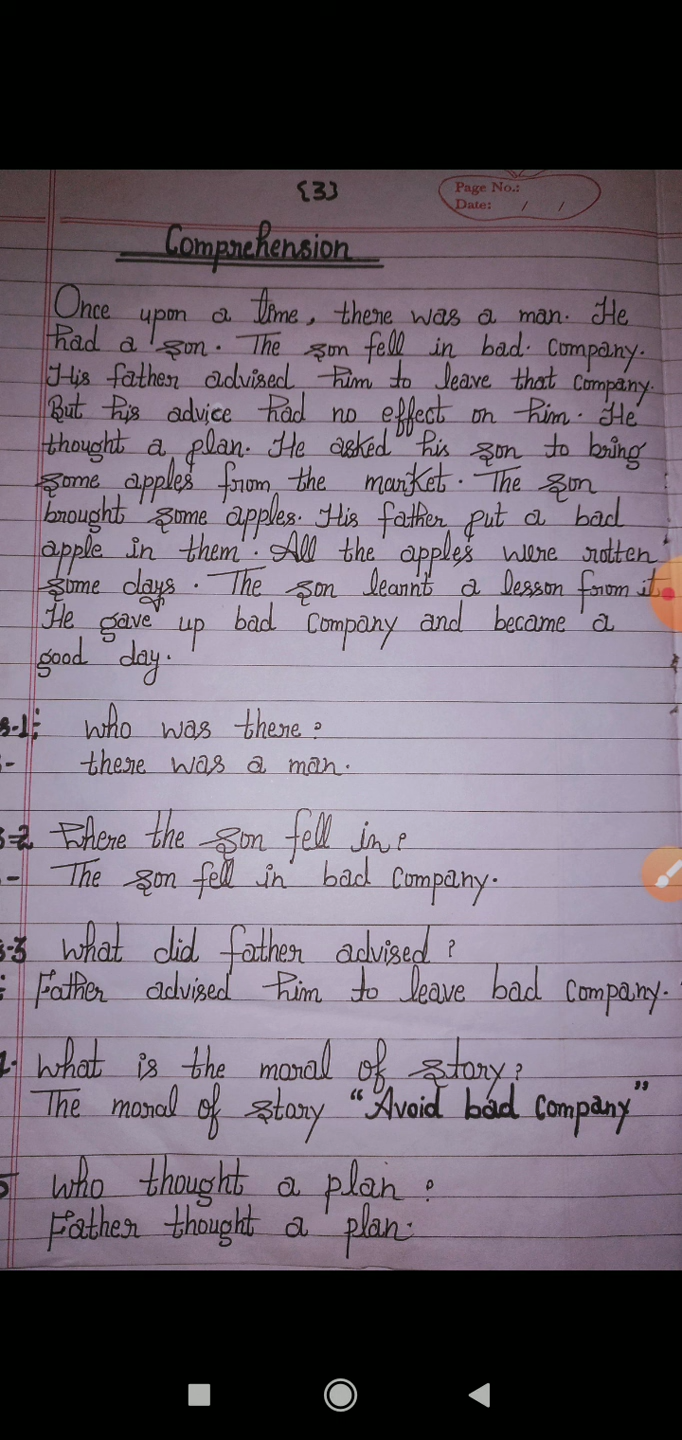 {3}
Page No.:
Date: / /
Comprehension
Once upon a time, there was a man. He
had a son. The son fell in bad. Company.
His father advised him to leave that Company.
But his advice had no effect on him. He
thought a plan. He asked his son to bring
some apples from the market. The son
brought some apples. His father put a bad
apple in them. All the apples were rotten
some days. The son learnt a lesson from it
He gave up bad Company and became a
good day.
who was there?
there was a man.
Where the son fell in?
The son fell in bad Company.
What did father advised?
Father advised him to leave bad Company.
What is the moral of story?
The moral of story "Avoid bad Company"
Who thought a plan?
Father thought a plan.